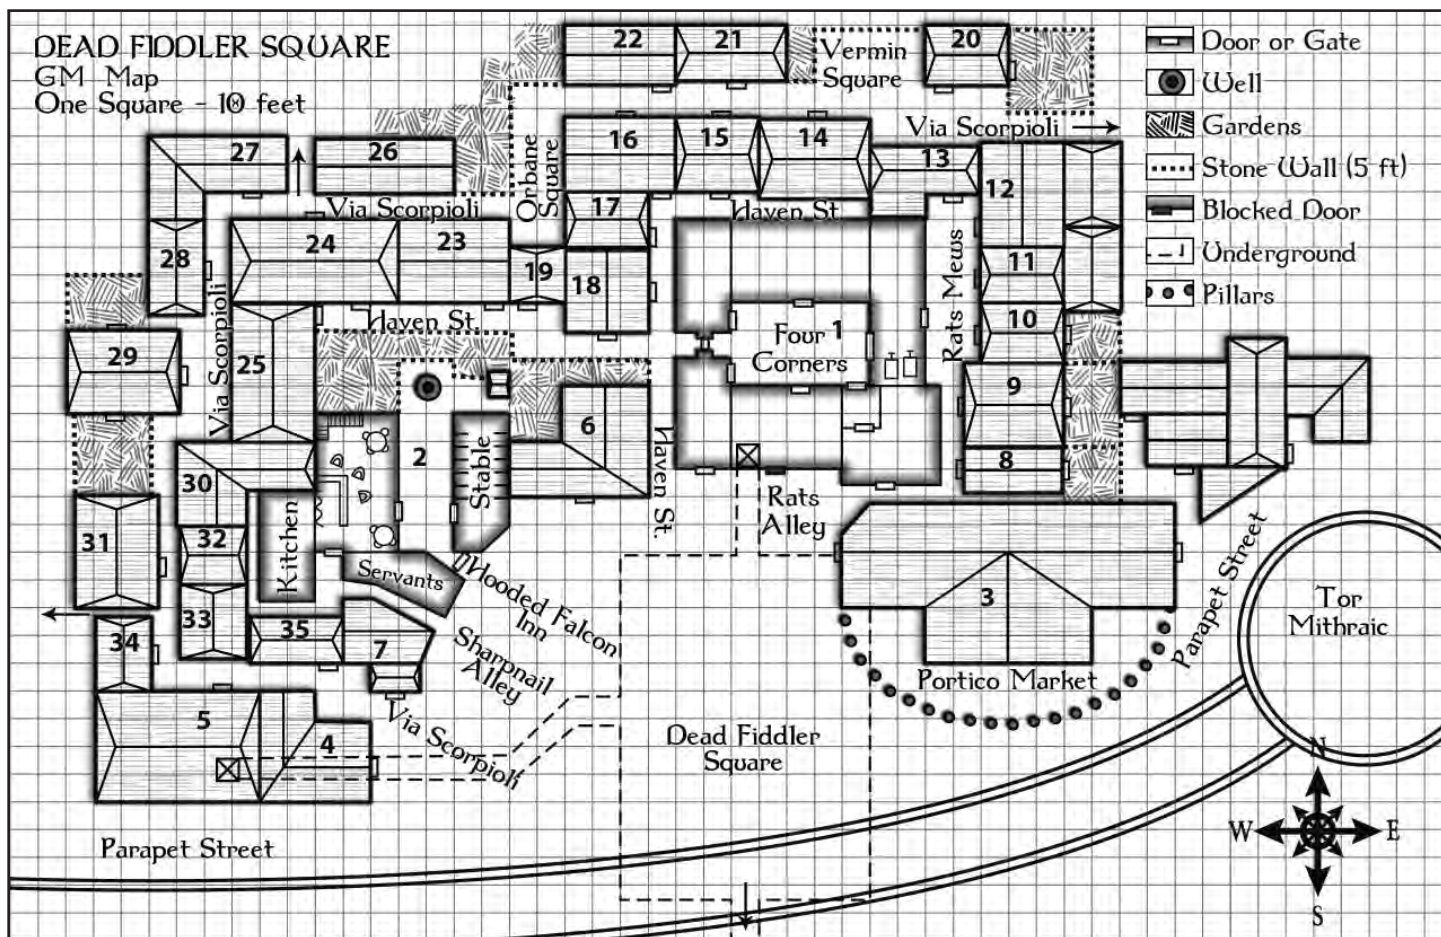 DEAD FIDDLER SQUARE
GM Map
One Square - 10 feet
22
21
Vermin
Square
20
Door or Gate
Well
Gardens
Stone Wall (5 ft)
Blocked Door
Underground
Pillars
27
26
Orbane
Square
16
15
14
Via Scorpioli
13
12
Via Scorpioli
17
Haven St
24
23
28
19
18
11
Rats Mews
Haven St.
10
Four
Corners
1
29
Via Scorpioli
25
9
6
2
Stable
Haven St.
8
30
Rats
Alley
31
32
Kitchen
Servants
Hooded Falcon
Inn
33
35
34
7
Sharpnail
Alley
3
Portico Market
Parapet Street
Tor
Mithraic
5
4
Via Scorpioli
Dead Fiddler
Square
Parapet Street
N
W
E
S